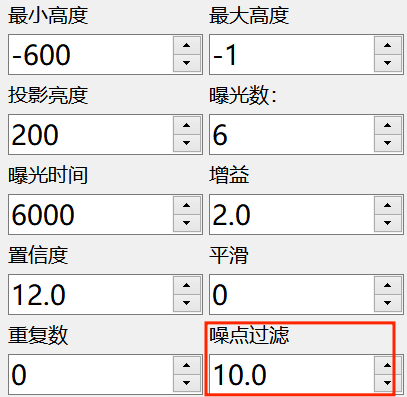 最小高度 最大高度
-600 -1
投影亮度 曝光数:
200 6
曝光时间 增益
6000 2.0
置信度 平滑
12.0 0
重复数 噪点过滤
0 10.0